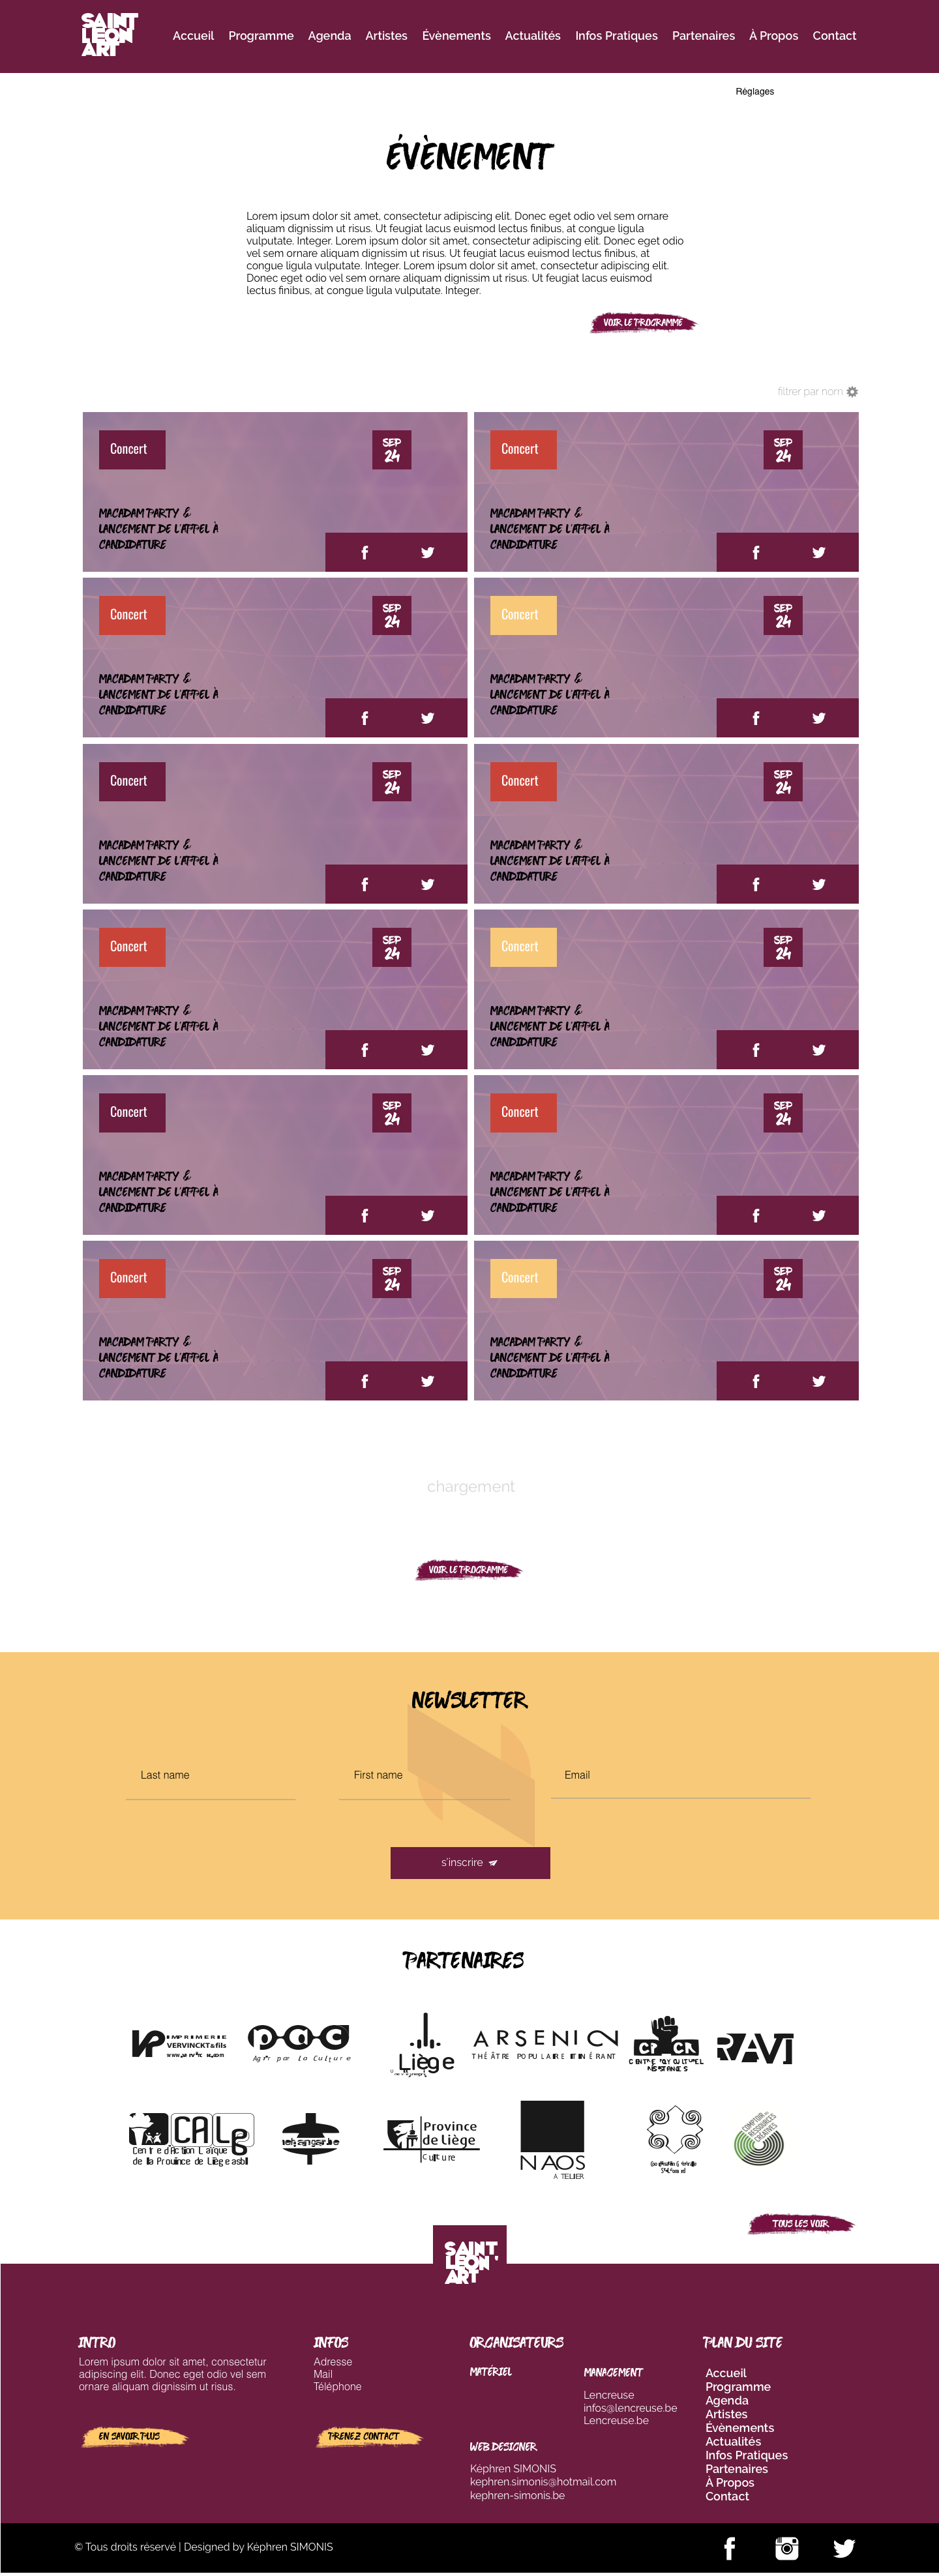 SAINT
LEON'
ART
Accueil Programme Agenda Artistes Évènements Actualités Infos Pratiques Partenaires À Propos Contact
Réglages
ÉVÈNEMENT
Lorem ipsum dolor sit amet, consectetur adipiscing elit. Donec eget odio vel sem ornare
aliquam dignissim ut risus. Ut feugiat lacus euismod lectus finibus, at congue ligula
vulputate. Integer. Lorem ipsum dolor sit amet, consectetur adipiscing elit. Donec eget odio
vel sem ornare aliquam dignissim ut risus. Ut feugiat lacus euismod lectus finibus, at
congue ligula vulputate. Integer. Lorem ipsum dolor sit amet, consectetur adipiscing elit.
Donec eget odio vel sem ornare aliquam dignissim ut risus. Ut feugiat lacus euismod
lectus finibus, at congue ligula vulputate. Integer.
VOIR LE PROGRAMME
filtrer par nom
Concert SEP
24
MACADAM PARTY &
LANCEMENT DE L'APPEL À
CANDIDATURE
Concert SEP
24
MACADAM PARTY &
LANCEMENT DE L'APPEL À
CANDIDATURE
Concert SEP
24
MACADAM PARTY &
LANCEMENT DE L'APPEL À
CANDIDATURE
Concert SEP
24
MACADAM PARTY &
LANCEMENT DE L'APPEL À
CANDIDATURE
Concert SEP
24
MACADAM PARTY &
LANCEMENT DE L'APPEL À
CANDIDATURE
Concert SEP
24
MACADAM PARTY &
LANCEMENT DE L'APPEL À
CANDIDATURE
Concert SEP
24
MACADAM PARTY &
LANCEMENT DE L'APPEL À
CANDIDATURE
Concert SEP
24
MACADAM PARTY &
LANCEMENT DE L'APPEL À
CANDIDATURE
Concert SEP
24
MACADAM PARTY &
LANCEMENT DE L'APPEL À
CANDIDATURE
Concert SEP
24
MACADAM PARTY &
LANCEMENT DE L'APPEL À
CANDIDATURE
Concert SEP
24
MACADAM PARTY &
LANCEMENT DE L'APPEL À
CANDIDATURE
Concert SEP
24
MACADAM PARTY &
LANCEMENT DE L'APPEL À
CANDIDATURE
chargement
VOIR LE PROGRAMME
NEWSLETTER
Last name First name Email
s'inscrire
PARTENAIRES
IMPRIMERIE
VERVINCKT & fils
pac
Agir par La Culture
Liège
ARSENIC2
THÉÂTRE POPULAIRE ITINÉRANT
CPCR
RAVI
CALg
Centre d'Action Laïque
de la Province de Liège asbl
Province
de Liège
Culture
NAOS
ATELIER
COMPTOIR des
RESSOURCES
TOUS LES VOIR
SAINT
LEON'
ART
INTRO
Lorem ipsum dolor sit amet, consectetur
adipiscing elit. Donec eget odio vel sem
ornare aliquam dignissim ut risus.
EN SAVOIR PLUS
INFOS
Adresse
Mail
Téléphone
PRENEZ CONTACT
ORGANISATEURS
MATÉRIEL
MANAGEMENT
Lencreuse
infos@lencreuse.be
Lencreuse.be
WEB DESIGNER
Képhren SIMONIS
kephren.simonis@hotmail.com
kephren-simonis.be
PLAN DU SITE
Accueil
Programme
Agenda
Artistes
Évènements
Actualités
Infos Pratiques
Partenaires
À Propos
Contact
© Tous droits réservé | Designed by Képhren SIMONIS